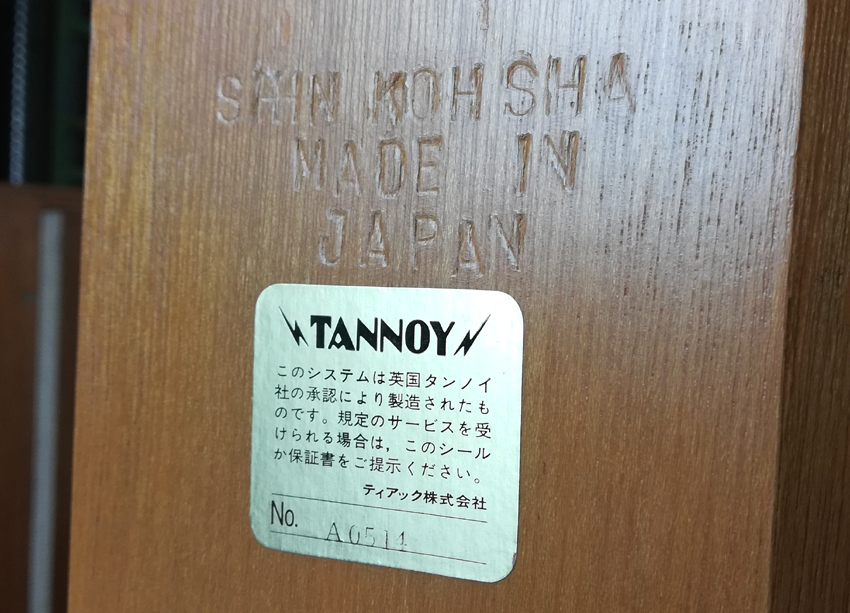 SHIN KOHSHA
MADE IN
JAPAN
TANNOY
このシステムは英国タンノイ
社の承認により製造されたも
のです。規定のサービスを受
けられる場合は，このシール
か保証書をご提示ください。
ティアック株式会社
No. A0514